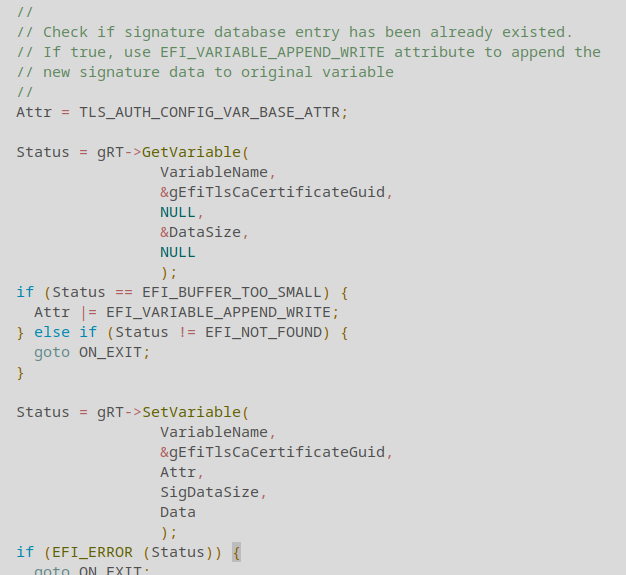 //
// Check if signature database entry has been already existed.
// If true, use EFI_VARIABLE_APPEND_WRITE attribute to append the
// new signature data to original variable
//
Attr = TLS_AUTH_CONFIG_VAR_BASE_ATTR;

Status = gRT->GetVariable(
                VariableName,
                &gEfiTlsCaCertificateGuid,
                NULL,
                &DataSize,
                NULL
                );
if (Status == EFI_BUFFER_TOO_SMALL) {
  Attr |= EFI_VARIABLE_APPEND_WRITE;
} else if (Status != EFI_NOT_FOUND) {
  goto ON_EXIT;
}

Status = gRT->SetVariable(
                VariableName,
                &gEfiTlsCaCertificateGuid,
                Attr,
                SigDataSize,
                Data
                );
if (EFI_ERROR (Status)) {
  goto ON_EXIT;